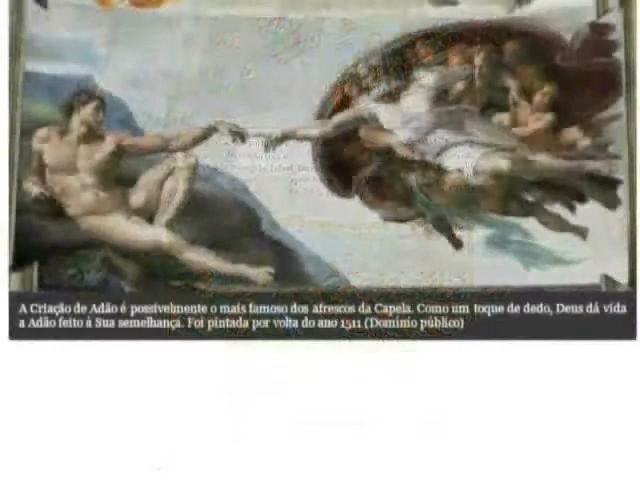 A Criação de Adão é possivelmente o mais famoso dos afrescos da Capela. Como um toque de dedo, Deus dá vida
a Adão feito à Sua semelhança. Foi pintada por volta do ano 1511 (Domínio público)